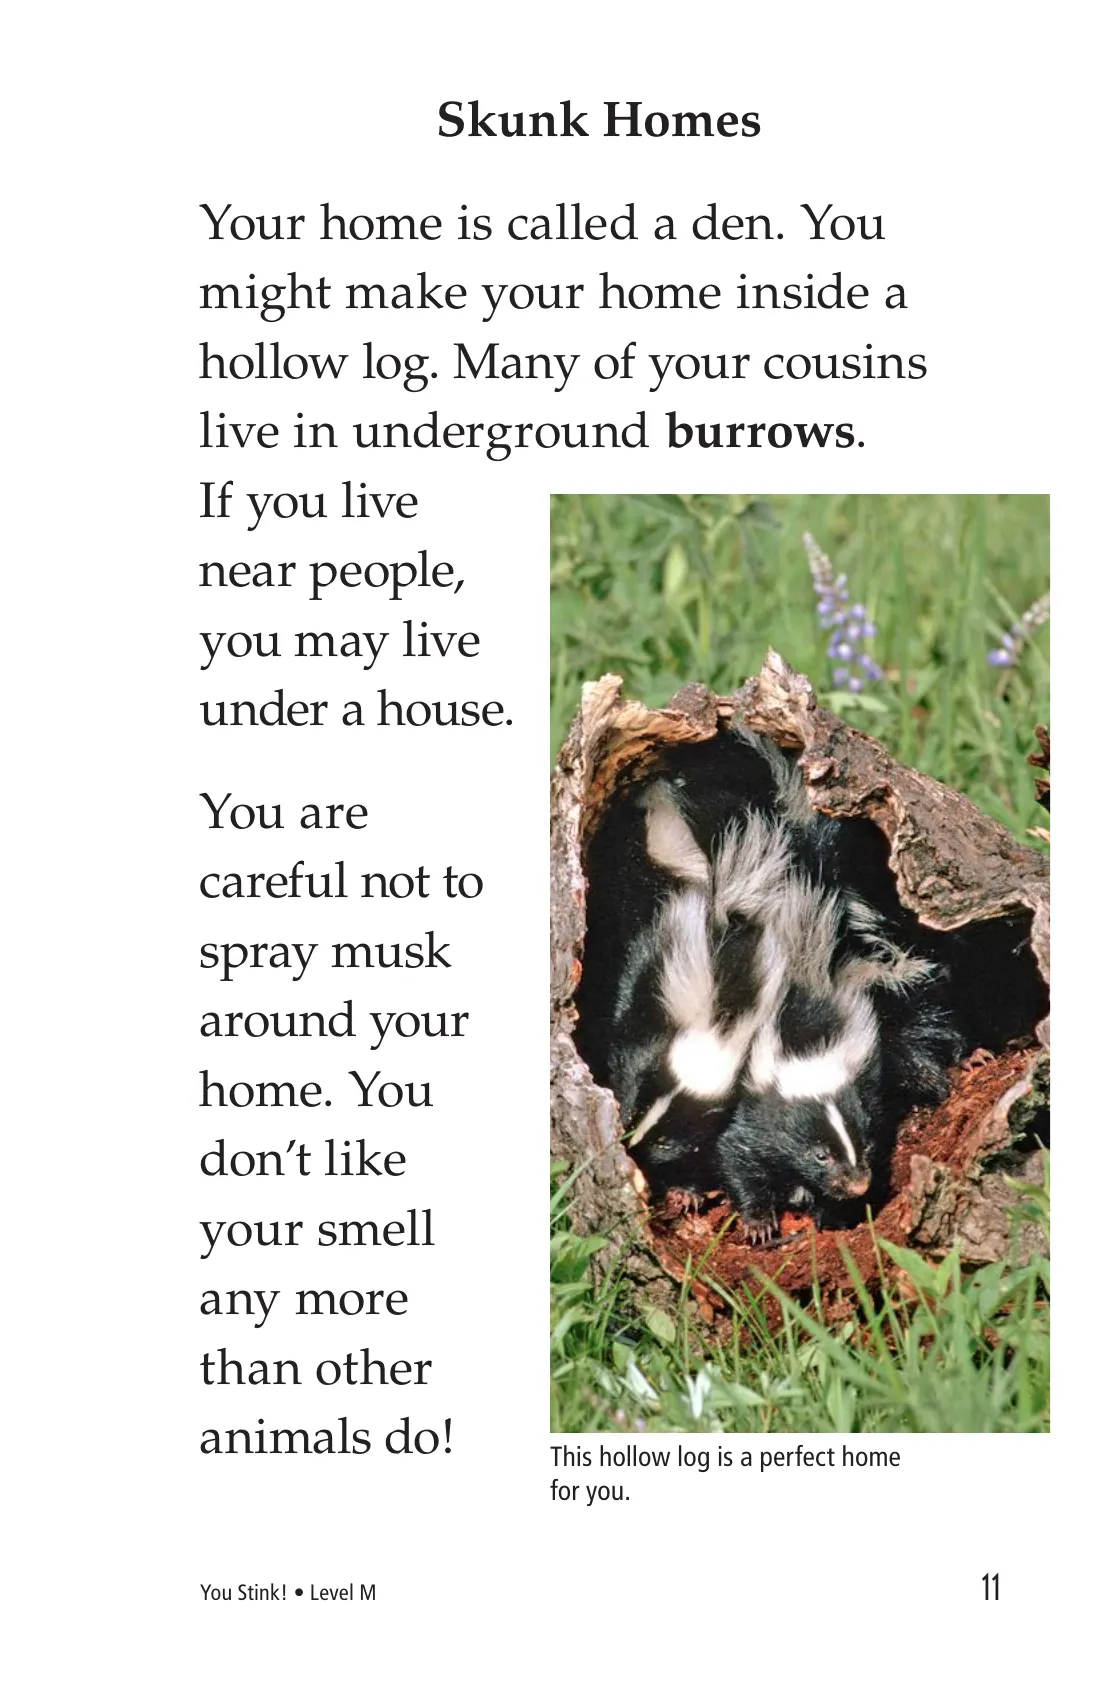 Skunk Homes
Your home is called a den. You
might make your home inside a
hollow log. Many of your cousins
live in underground burrows.
If you live
near people,
you may live
under a house.
You are
careful not to
spray musk
around your
home. You
don’t like
your smell
any more
than other
animals do!
This hollow log is a perfect home
for you.
You Stink! • Level M
11